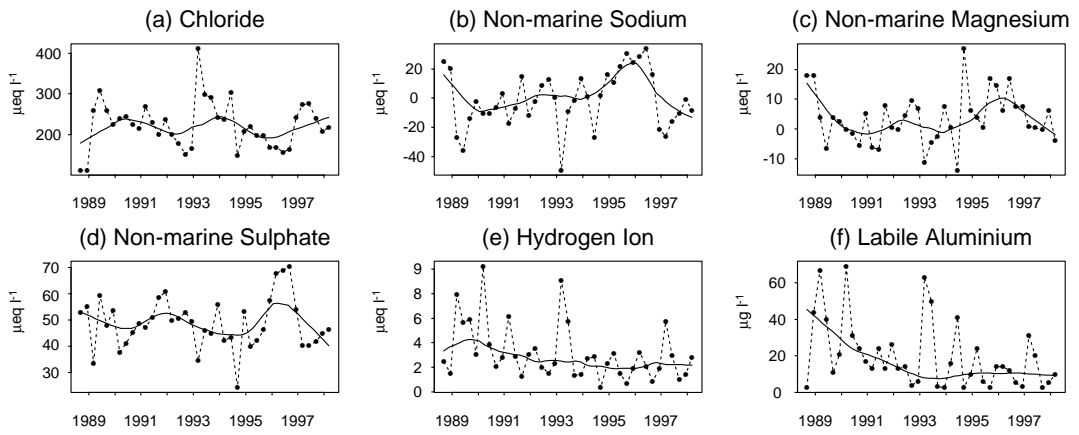 (a) Chloride
(b) Non-marine Sodium
(c) Non-marine Magnesium
400
300
200
µeq l-1
1989 1991 1993 1995 1997
20
0
-20
-40
µeq l-1
1989 1991 1993 1995 1997
20
10
0
-10
µeq l-1
1989 1991 1993 1995 1997
(d) Non-marine Sulphate
(e) Hydrogen Ion
(f) Labile Aluminium
70
60
50
40
30
µeq l-1
1989 1991 1993 1995 1997
9
8
6
4
2
0
µeq l-1
1989 1991 1993 1995 1997
60
40
20
0
µg l-1
1989 1991 1993 1995 1997